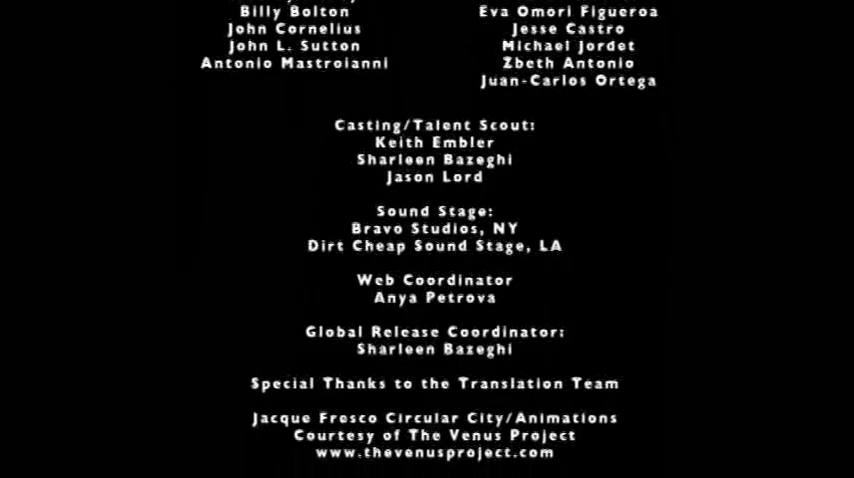 Billy Bolton
John Cornelius
John L. Sutton
Antonio Mastroianni
Eva Omori Figueroa
Jesse Castro
Michael Jordet
Zbeth Antonio
Juan-Carlos Ortega
Casting/Talent Scout:
Keith Embler
Sharleen Bazeghi
Jason Lord
Sound Stage:
Bravo Studios, NY
Dirt Cheap Sound Stage, LA
Web Coordinator
Anya Petrova
Global Release Coordinator:
Sharleen Bazeghi
Special Thanks to the Translation Team
Jacque Fresco Circular City/Animations
Courtesy of The Venus Project
www.thevenusproject.com